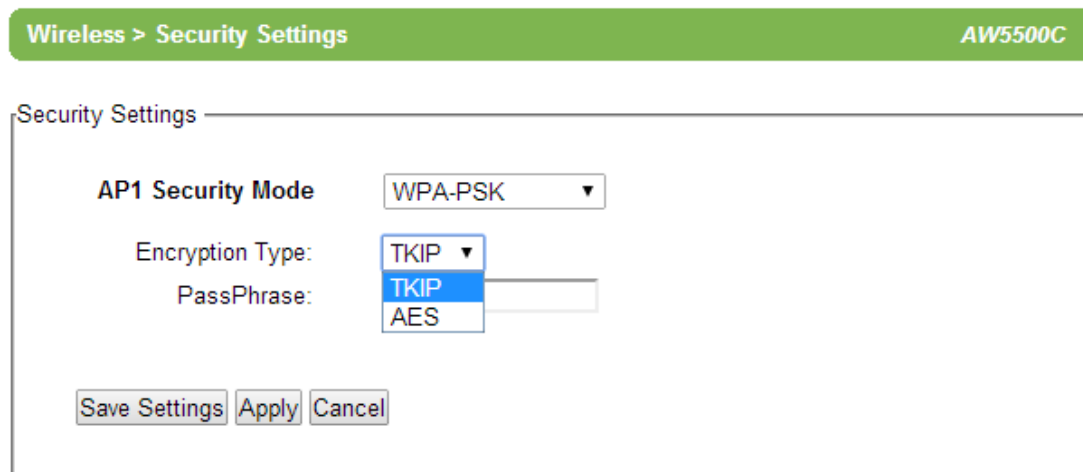 Wireless > Security Settings AW5500C
Security Settings
AP1 Security Mode WPA-PSK
Encryption Type: TKIP
TKIP
PassPhrase:
AES
Save Settings Apply Cancel